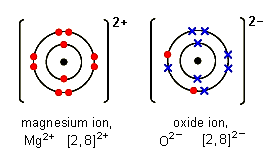 2+
2−
magnesium ion,
Mg²⁺ [2,8]²⁺
oxide ion,
O²⁻ [2,8]²⁻